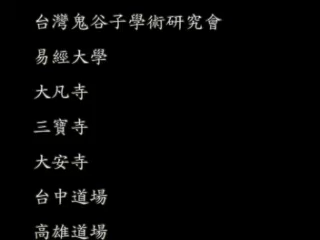 台灣鬼谷子學術研究會
易經大學
大凡寺
三寶寺
大安寺
台中道場
高雄道場